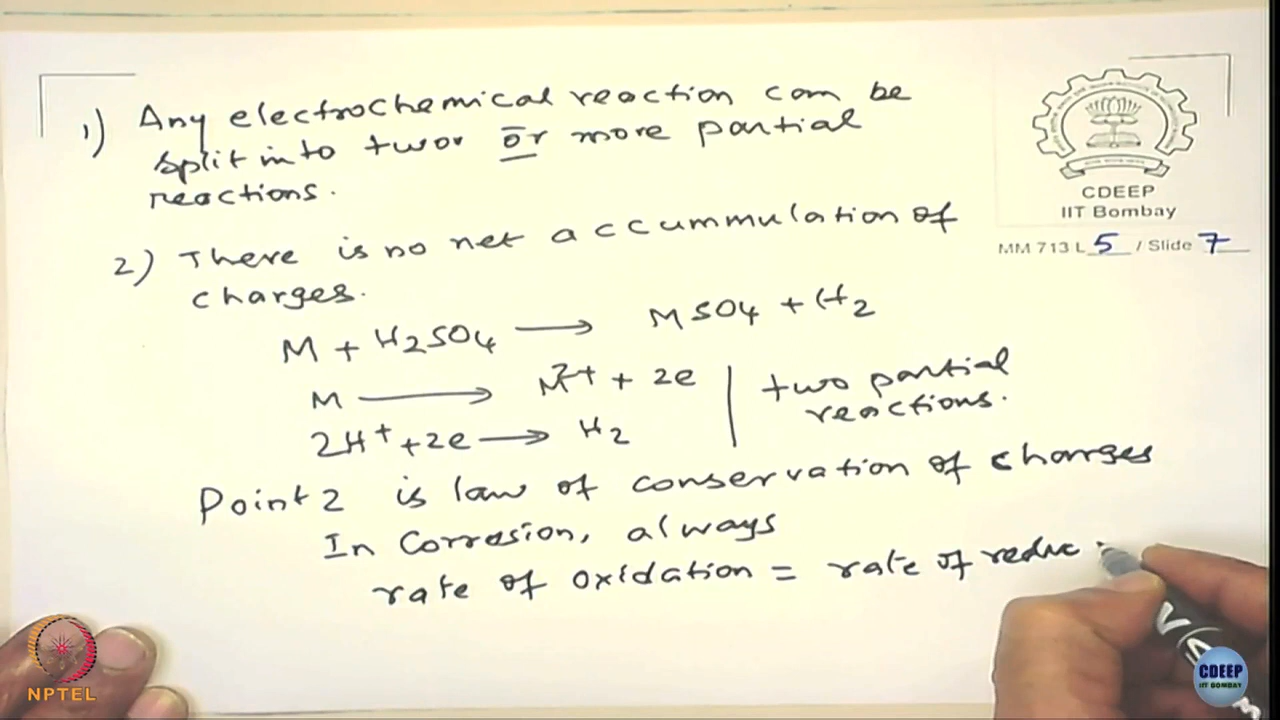 1) Any electrochemical reaction can be
split into twor or more partial
reactions.
2) There is no net accummulation of
charges.
M + H2SO4 → MSO4 + H2
M → M2+ + 2e | two partial
reactions.
2H+ + 2e → H2
Point 2 is law of conservation of charges
In Corrosion, always
rate of oxidation = rate of reduc
CDEEP
IIT Bombay
MM 713 L 5 / Slide 7
NPTEL
CDEEP
IIT BOMBAY